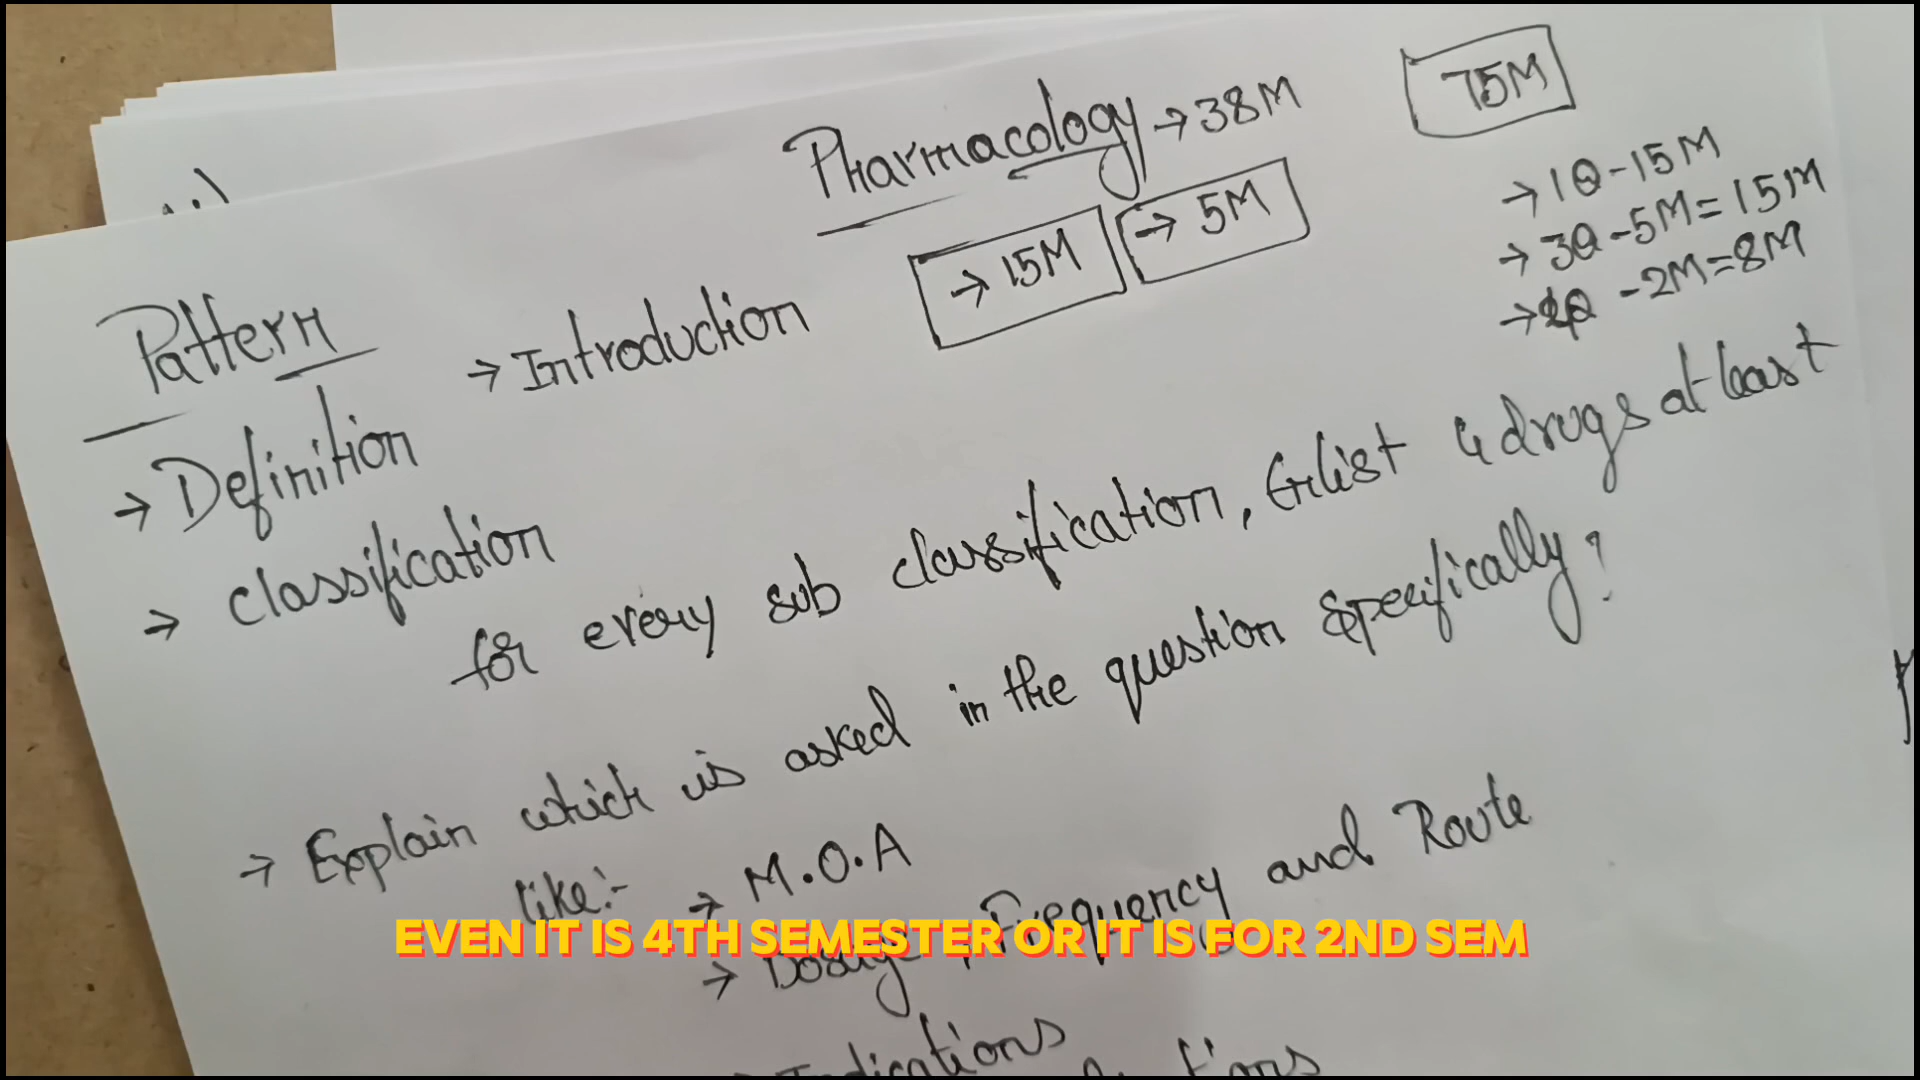 Pharmacology → 38M
75M
→ 15M
→ 5M
→ 1Q - 15M
→ 3Q - 5M = 15M
→ 4Q - 2M = 8M
Pattern
→ Introduction
→ Definition
→ classification
for every sub classification, Enlist 4 drugs at least
→ Explain which is asked in the question specifically?
like:-
→ M.O.A
→ Dosage, Frequency and Route
→ Indications
EVEN IT IS 4TH SEMESTER OR IT IS FOR 2ND SEM